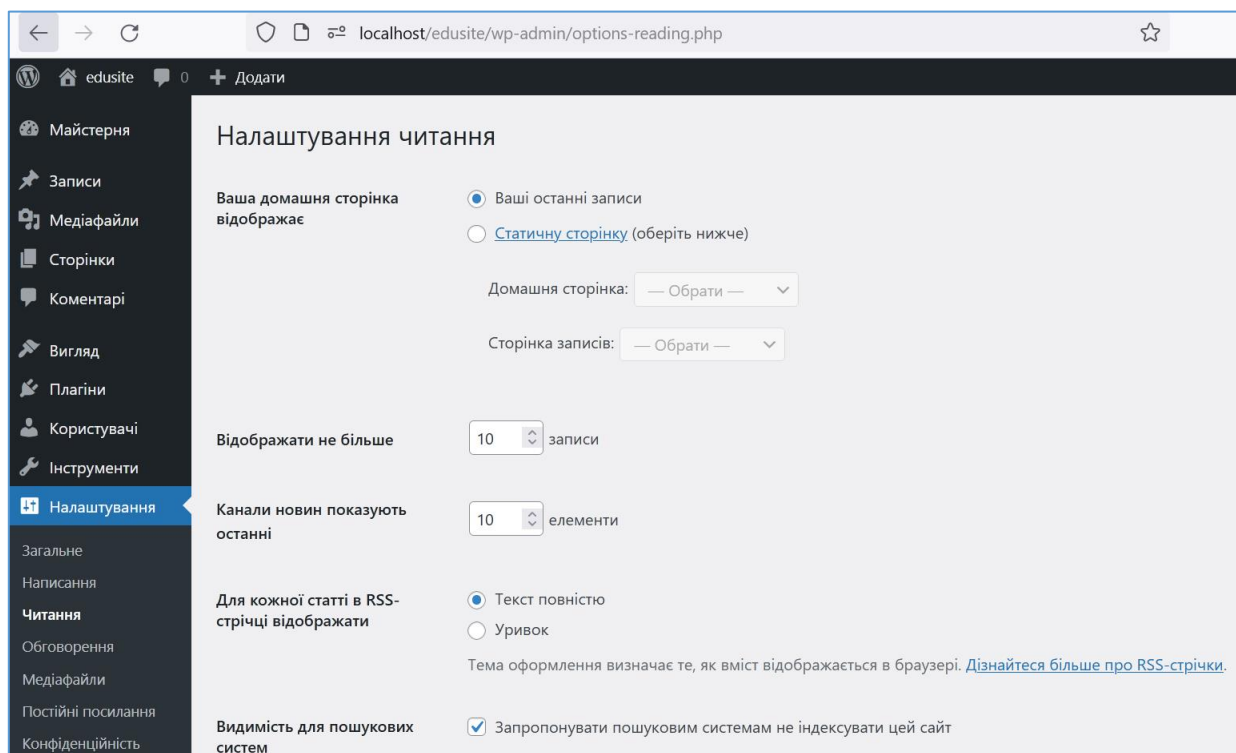 localhost/edusite/wp-admin/options-reading.php
edusite 0 Додати
Майстерня
Записи
Медіафайли
Сторінки
Коментарі
Вигляд
Плагіни
Користувачі
Інструменти
Налаштування
Загальне
Написання
Читання
Обговорення
Медіафайли
Постійні посилання
Конфіденційність
Налаштування читання
Ваша домашня сторінка
відображає
Ваші останні записи
Статичну сторінку (оберіть нижче)
Домашня сторінка: — Обрати —
Сторінка записів: — Обрати —
Відображати не більше
10 записи
Канали новин показують
останні
10 елементи
Для кожної статті в RSS-
стрічці відображати
Текст повністю
Уривок
Тема оформлення визначає те, як вміст відображається в браузері. Дізнайтеся більше про RSS-стрічки.
Видимість для пошукових
систем
Запропонувати пошуковим системам не індексувати цей сайт